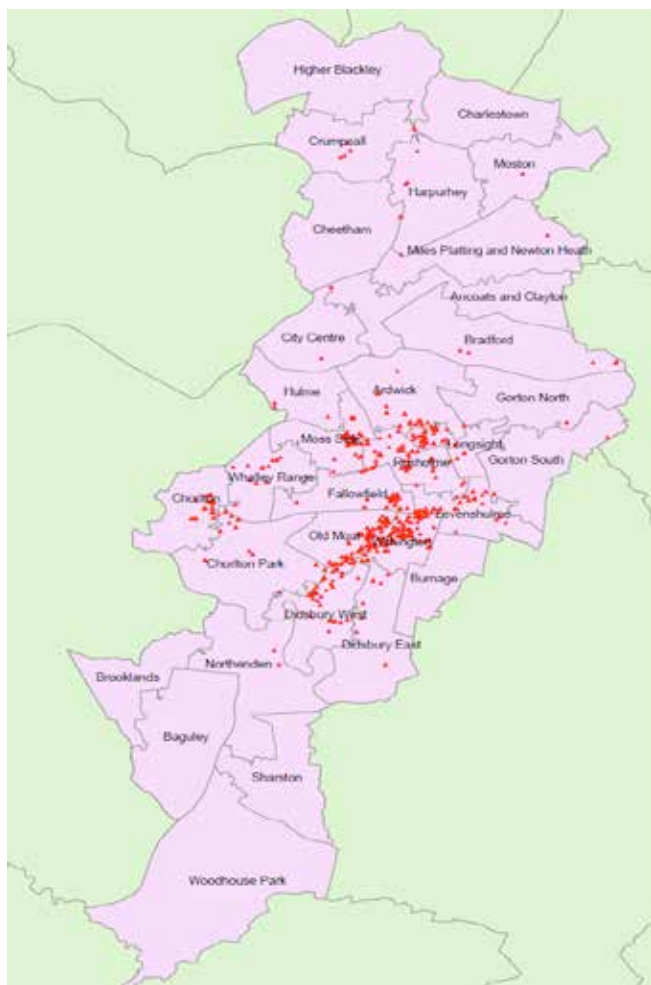 Higher Blackley
Charlestown
Crumpsall
Moston
Harpurhey
Cheetham
Miles Platting and Newton Heath
Ancoats and Clayton
City Centre
Bradford
Hulme
Ardwick
Gorton North
Moss Side
Longsight
Rusholme
Gorton South
Whalley Range
Fallowfield
Chorlton
Levenshulme
Old Moat
Withington
Chorlton Park
Burnage
Didsbury West
Didsbury East
Northenden
Brooklands
Baguley
Sharston
Woodhouse Park